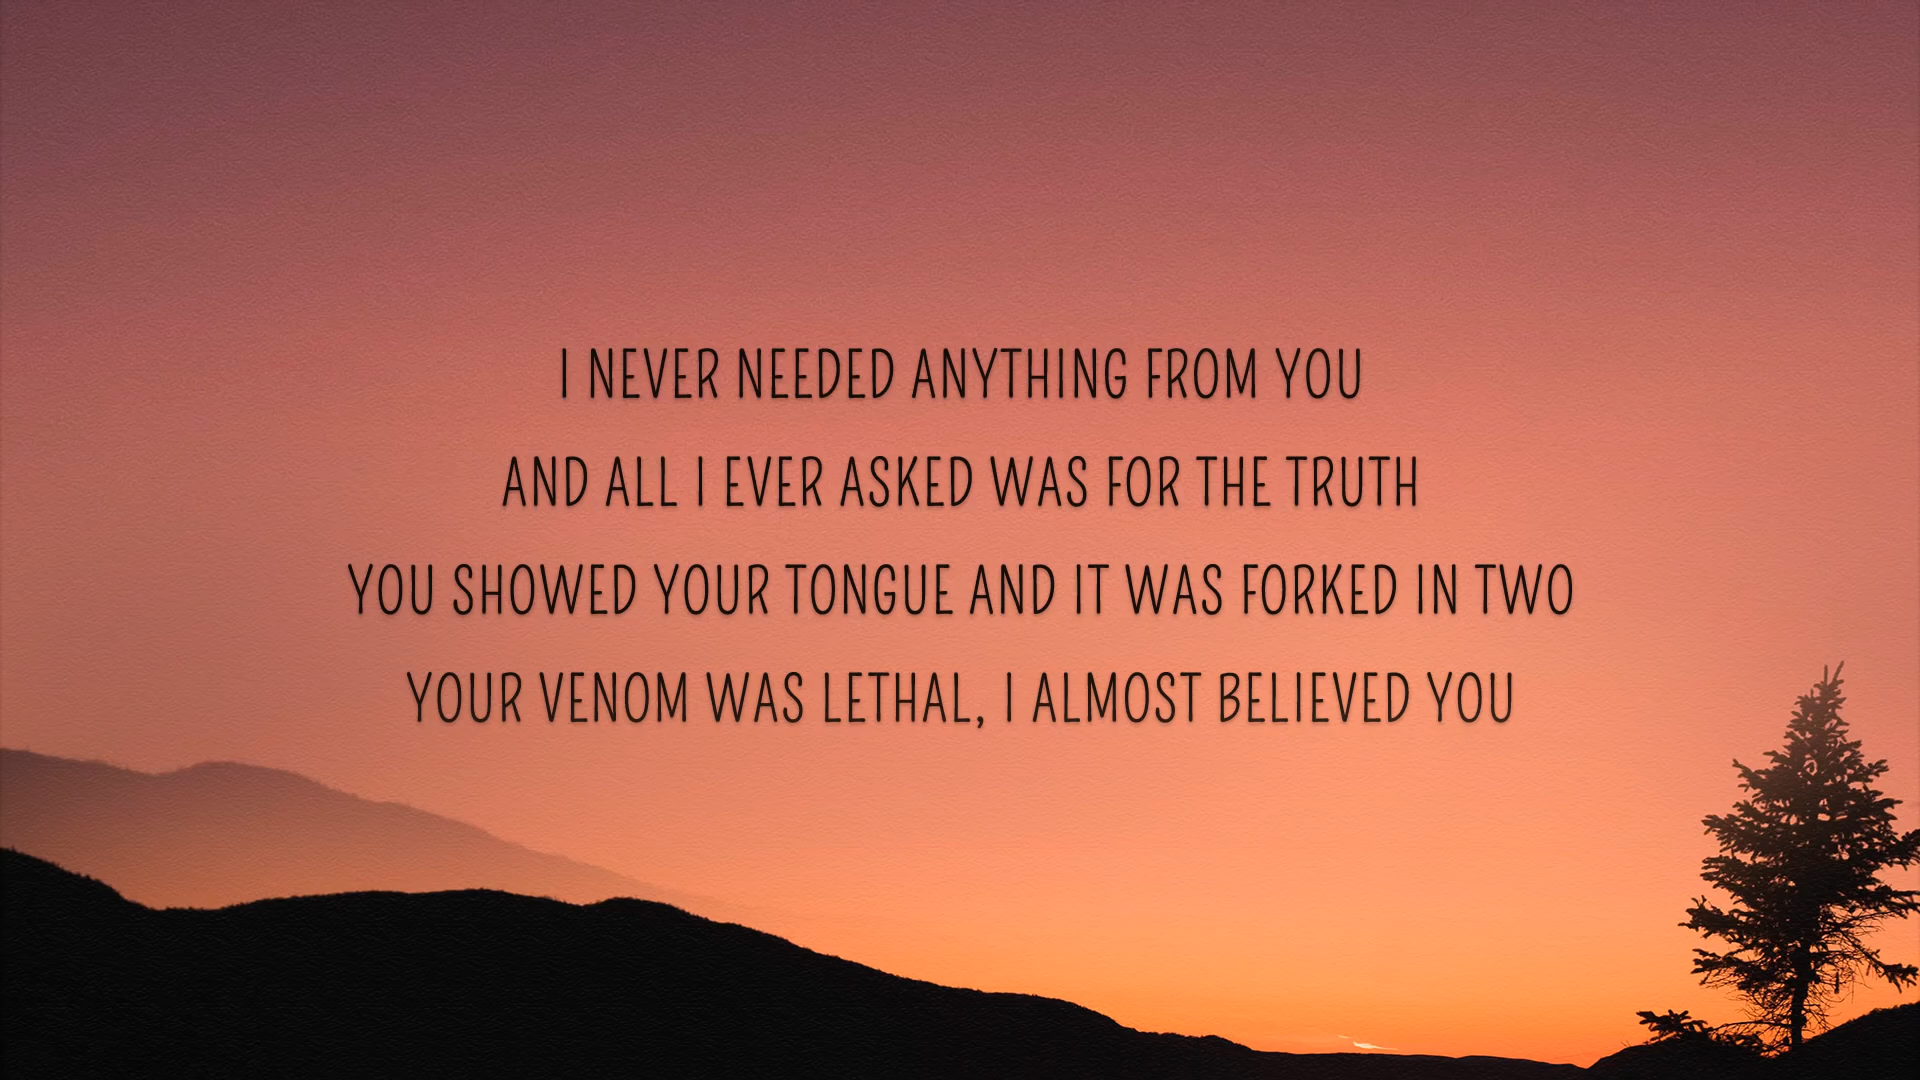 I NEVER NEEDED ANYTHING FROM YOU
AND ALL I EVER ASKED WAS FOR THE TRUTH
YOU SHOWED YOUR TONGUE AND IT WAS FORKED IN TWO
YOUR VENOM WAS LETHAL, I ALMOST BELIEVED YOU